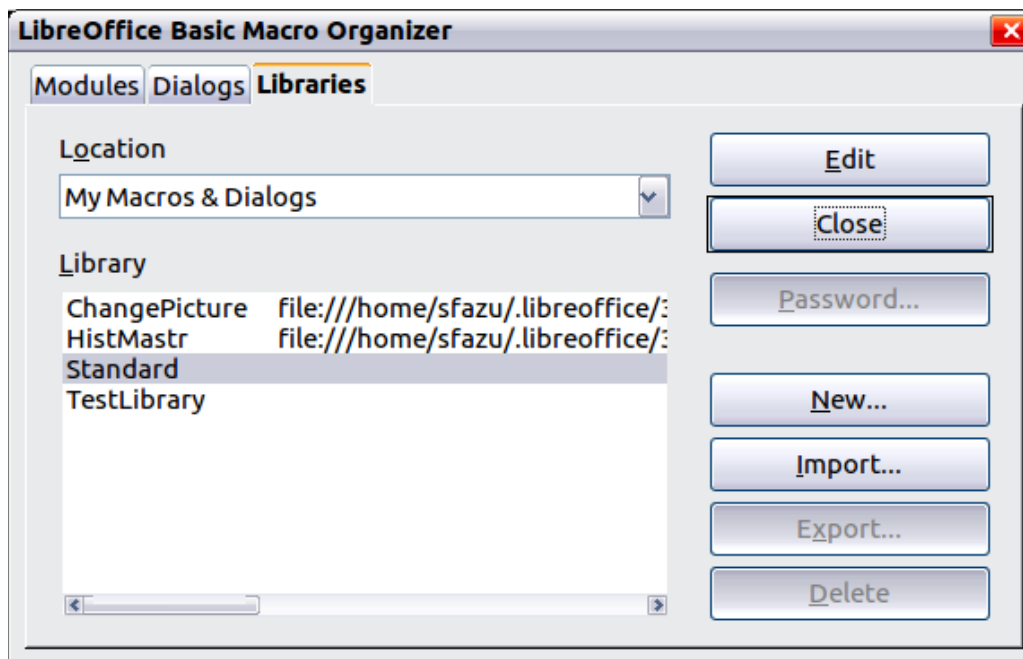 LibreOffice Basic Macro Organizer
Modules Dialogs Libraries
Location
My Macros & Dialogs
Library
ChangePicture file:///home/sfazu/.libreoffice/3
HistMastr file:///home/sfazu/.libreoffice/3
Standard
TestLibrary
Edit
Close
Password...
New...
Import...
Export...
Delete